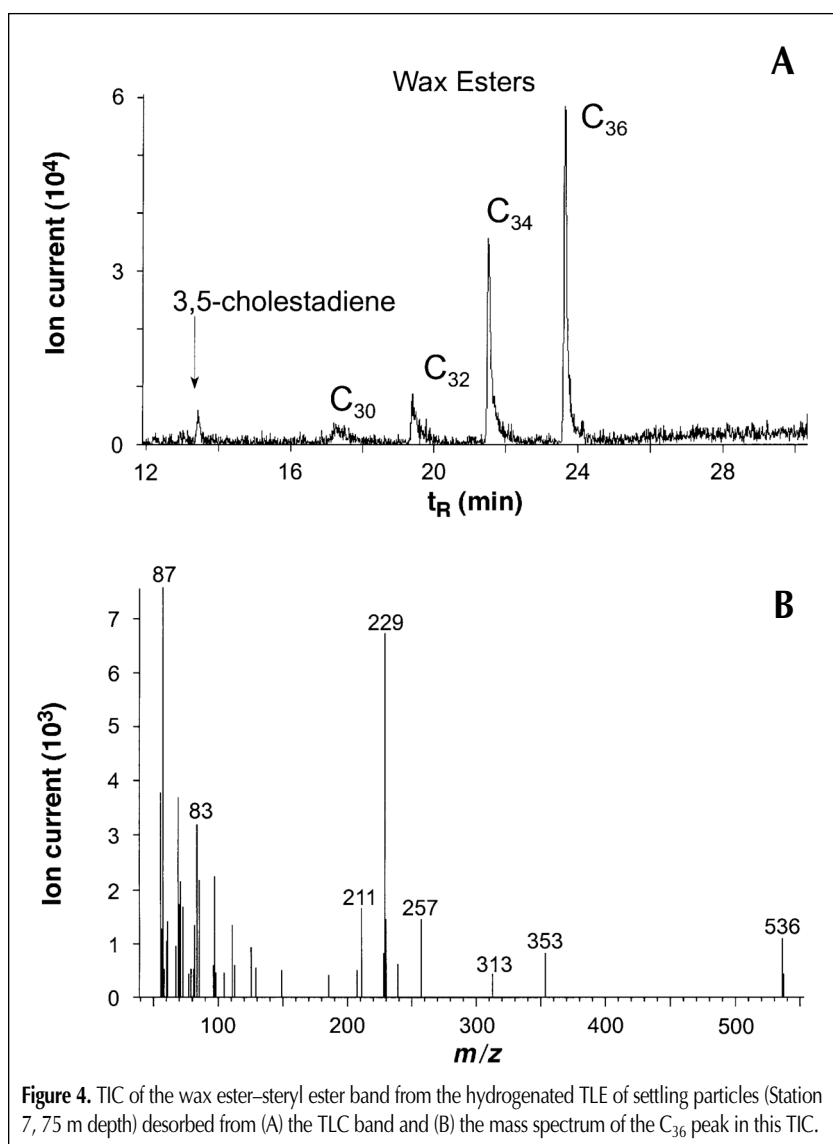 A
Wax Esters
6
C36
C34
Ion current (10⁴)
3
3,5-cholestadiene
C32
C30
0
12 16 20 24 28
tR (min)
87
B
7
229
6
5
Ion current (10³)
4
83
3
2
211
257
536
1
353
313
0
100 200 300 400 500
m/z
Figure 4. TIC of the wax ester–steryl ester band from the hydrogenated TLE of settling particles (Station
7, 75 m depth) desorbed from (A) the TLC band and (B) the mass spectrum of the C36 peak in this TIC.